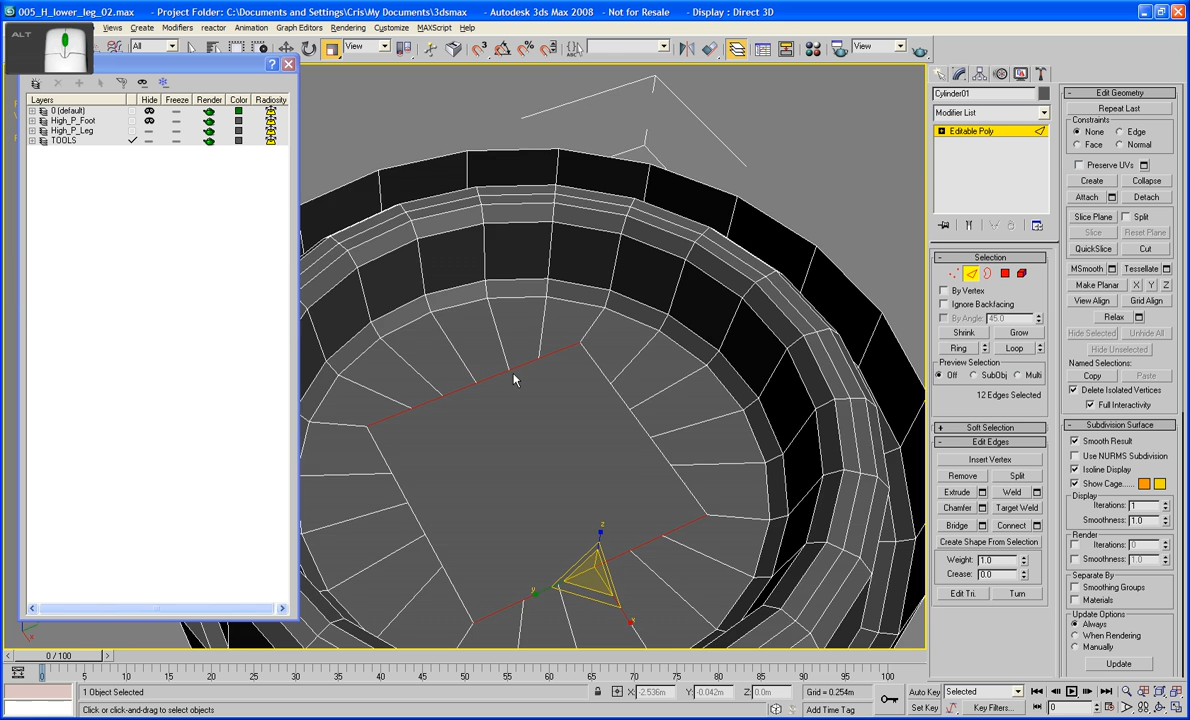 005_H_lower_leg_02.max - Project Folder: C:\Documents and Settings\Cris\My Documents\3dsmax - Autodesk 3ds Max 2008 - Not for Resale - Display : Direct 3D
ALT
Views Create Modifiers reactor Animation Graph Editors Rendering Customize MAXScript Help
All View View
Layers Hide Freeze Render Color Radiosity
0 (default)
High_P_Foot
High_P_Leg
TOOLS
Cylinder01
Modifier List
Editable Poly
Selection
By Vertex
Ignore Backfacing
By Angle: 45.0
Shrink Grow
Ring Loop
Preview Selection
Off SubObj Multi
12 Edges Selected
Soft Selection
Edit Edges
Insert Vertex
Remove Split
Extrude Weld
Chamfer Target Weld
Bridge Connect
Create Shape From Selection
Weight: 1.0
Crease: 0.0
Edit Tri. Turn
Edit Geometry
Repeat Last
Constraints
None Edge
Face Normal
Preserve UVs
Create Collapse
Attach Detach
Slice Plane Split
Slice Reset Plane
QuickSlice Cut
MSmooth Tessellate
Make Planar X Y Z
View Align Grid Align
Relax
Hide Selected Unhide All
Hide Unselected
Named Selections:
Copy Paste
Delete Isolated Vertices
Full Interactivity
Subdivision Surface
Smooth Result
Use NURMS Subdivision
Isoline Display
Show Cage......
Display
Iterations: 1
Smoothness: 1.0
Render
Iterations: 0
Smoothness: 1.0
Separate By
Smoothing Groups
Materials
Update Options
Always
When Rendering
Manually
Update
z
y
x
0 / 100
0 5 10 15 20 25 30 35 40 45 50 55 60 65 70 75 80 85 90 95 100
1 Object Selected X: -2.536m Y: -0.042m Z: 0.0m Grid = 0.254m Auto Key Selected
Click or click-and-drag to select objects Add Time Tag Set Key Key Filters... 0